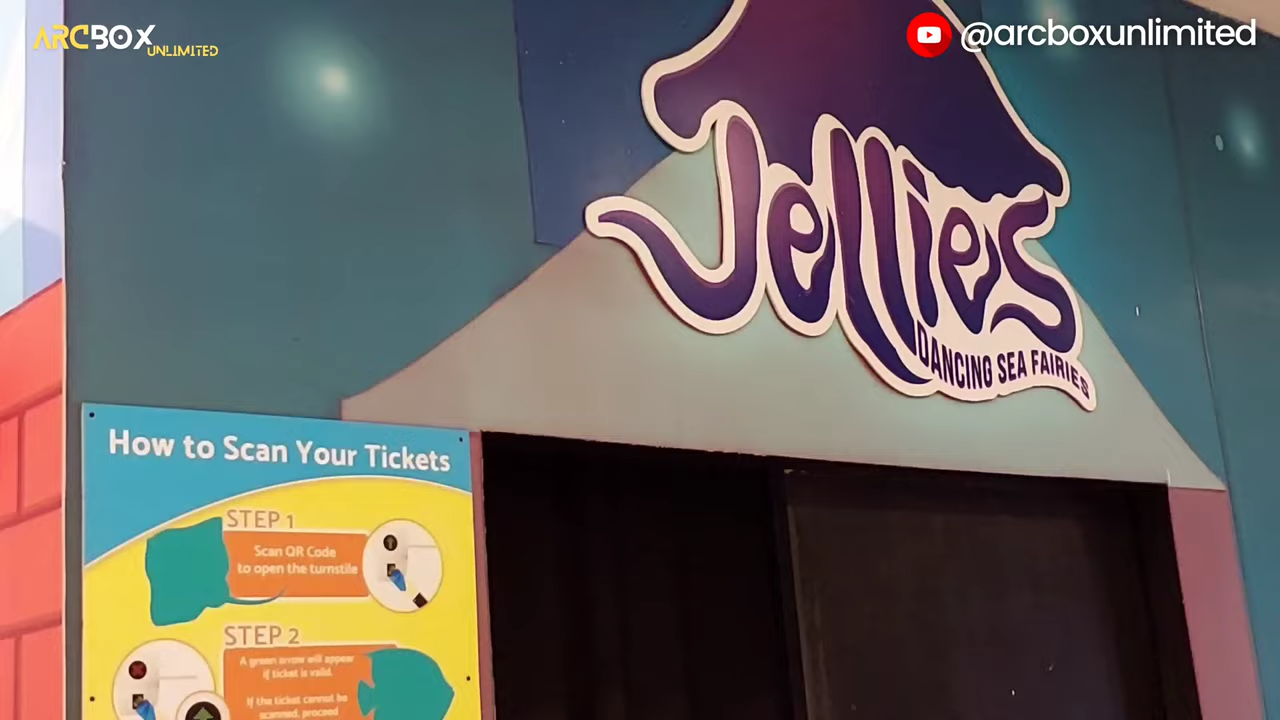 ARCBOX
UNLIMITED
@arcboxunlimited
Jellies
DANCING SEA FAIRIES
How to Scan Your Tickets
STEP 1
Scan QR Code
to open the turnstile
STEP 2
A green arrow will appear
if ticket is valid.
If the ticket cannot be
scanned, proceed